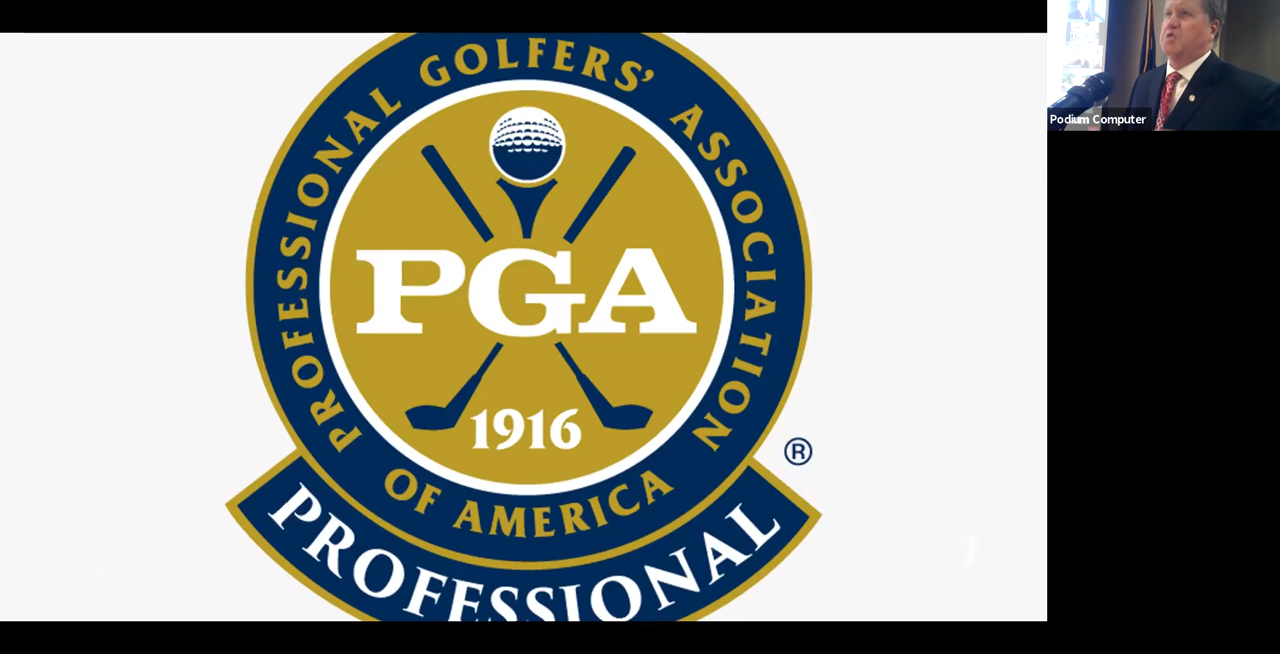 PROFESSIONAL GOLFERS' ASSOCIATION
OF AMERICA
PGA
1916
®
PROFESSIONAL
Podium Computer